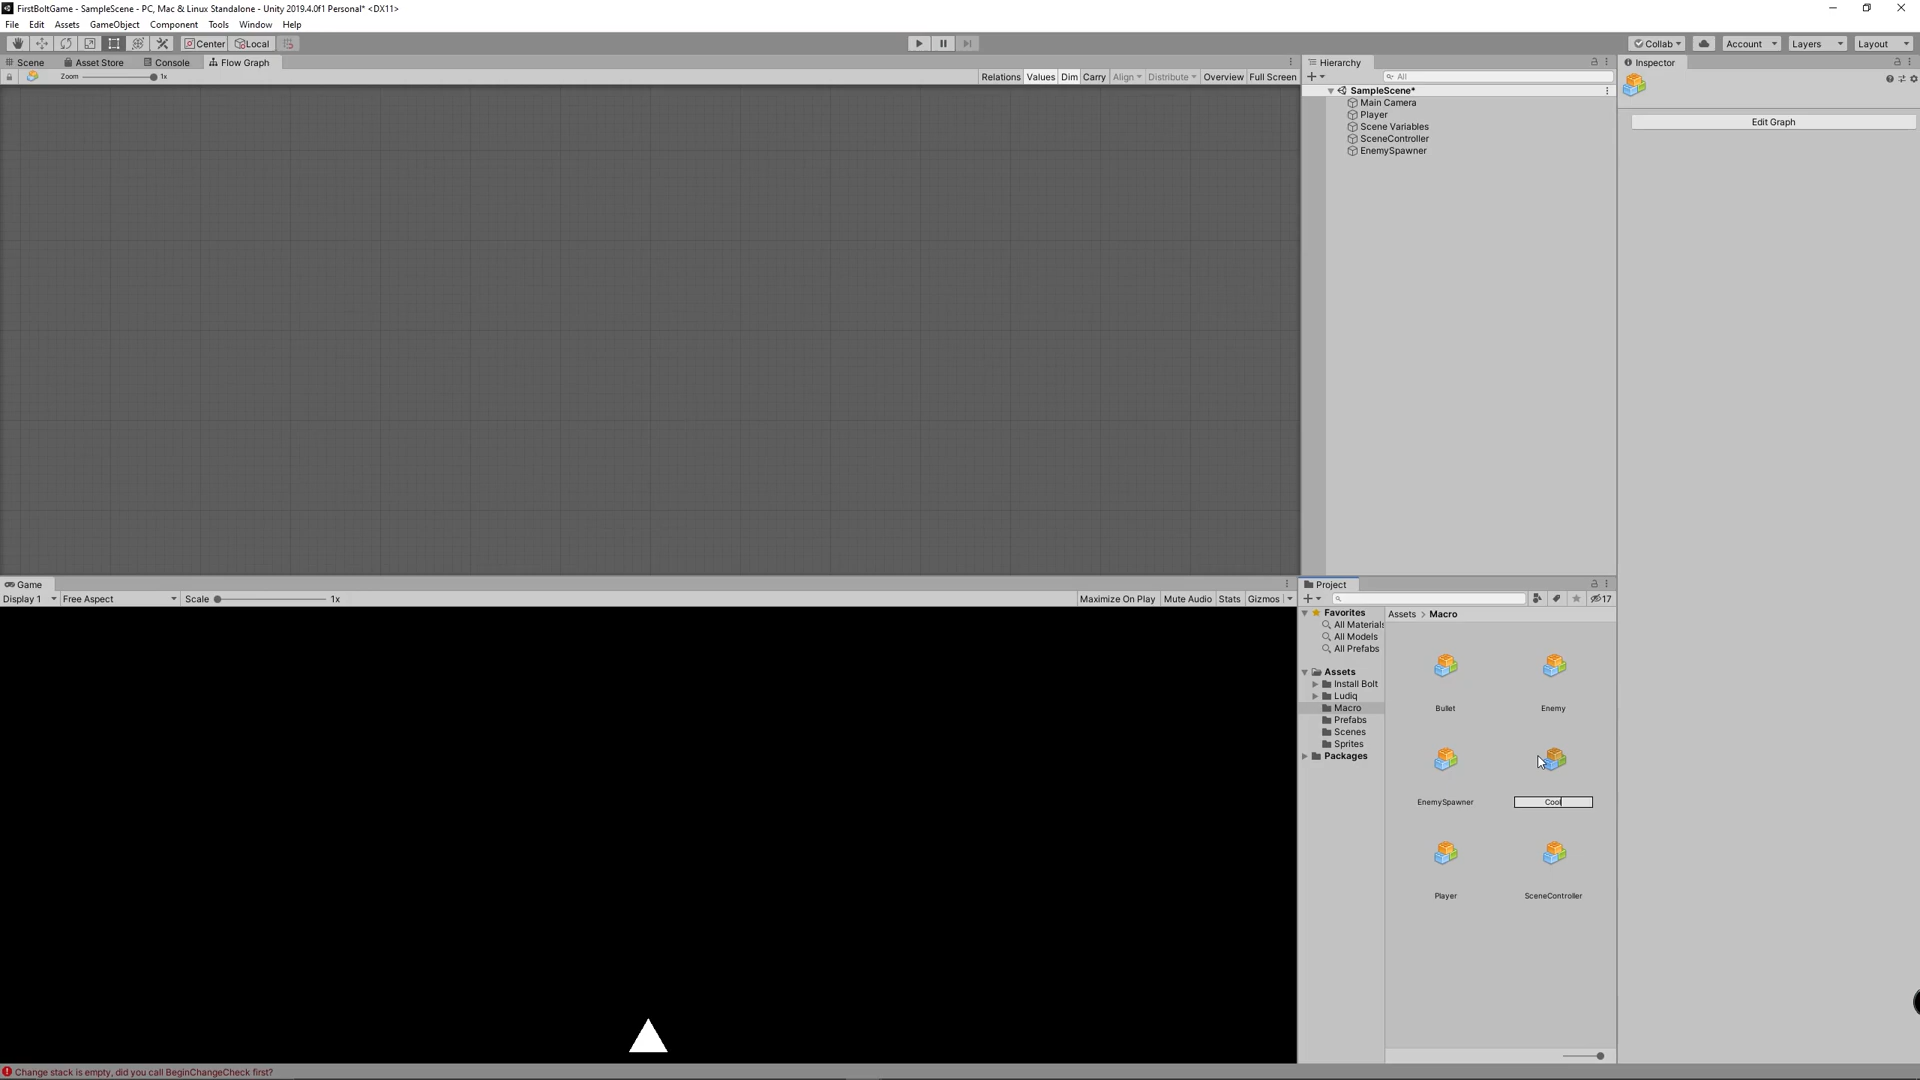 FirstBoltGame - SampleScene - PC, Mac & Linux Standalone - Unity 2019.4.0f1 Personal* <DX11>
File Edit Assets GameObject Component Tools Window Help
Center Local
Collab Account Layers Layout
Scene Asset Store Console Flow Graph
Zoom 1x
Relations Values Dim Carry Align Distribute Overview Full Screen
Hierarchy
All
SampleScene*
Main Camera
Player
Scene Variables
SceneController
EnemySpawner
Inspector
Edit Graph
Game
Display 1 Free Aspect Scale 1x
Maximize On Play Mute Audio Stats Gizmos
Project
17
Favorites
All Materials
All Models
All Prefabs
Assets
Install Bolt
Ludiq
Macro
Prefabs
Scenes
Sprites
Packages
Assets > Macro
Bullet Enemy
EnemySpawner Cool
Player SceneController
Change stack is empty, did you call BeginChangeCheck first?